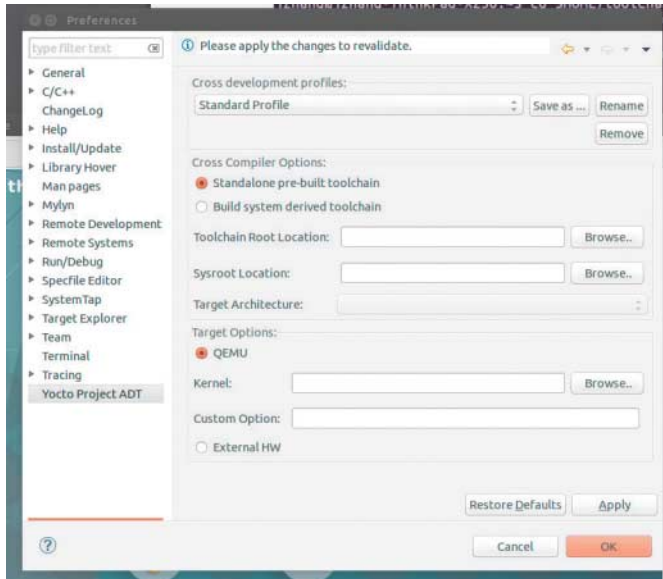 Preferences
type filter text
General
C/C++
ChangeLog
Help
Install/Update
Library Hover
Man pages
Mylyn
Remote Development
Remote Systems
Run/Debug
Specfile Editor
SystemTap
Target Explorer
Team
Terminal
Tracing
Yocto Project ADT
Please apply the changes to revalidate.
Cross development profiles:
Standard Profile
Save as ...
Rename
Remove
Cross Compiler Options:
Standalone pre-built toolchain
Build system derived toolchain
Toolchain Root Location:
Browse..
Sysroot Location:
Browse..
Target Architecture:
Target Options:
QEMU
Kernel:
Browse..
Custom Option:
External HW
Restore Defaults
Apply
?
Cancel
OK